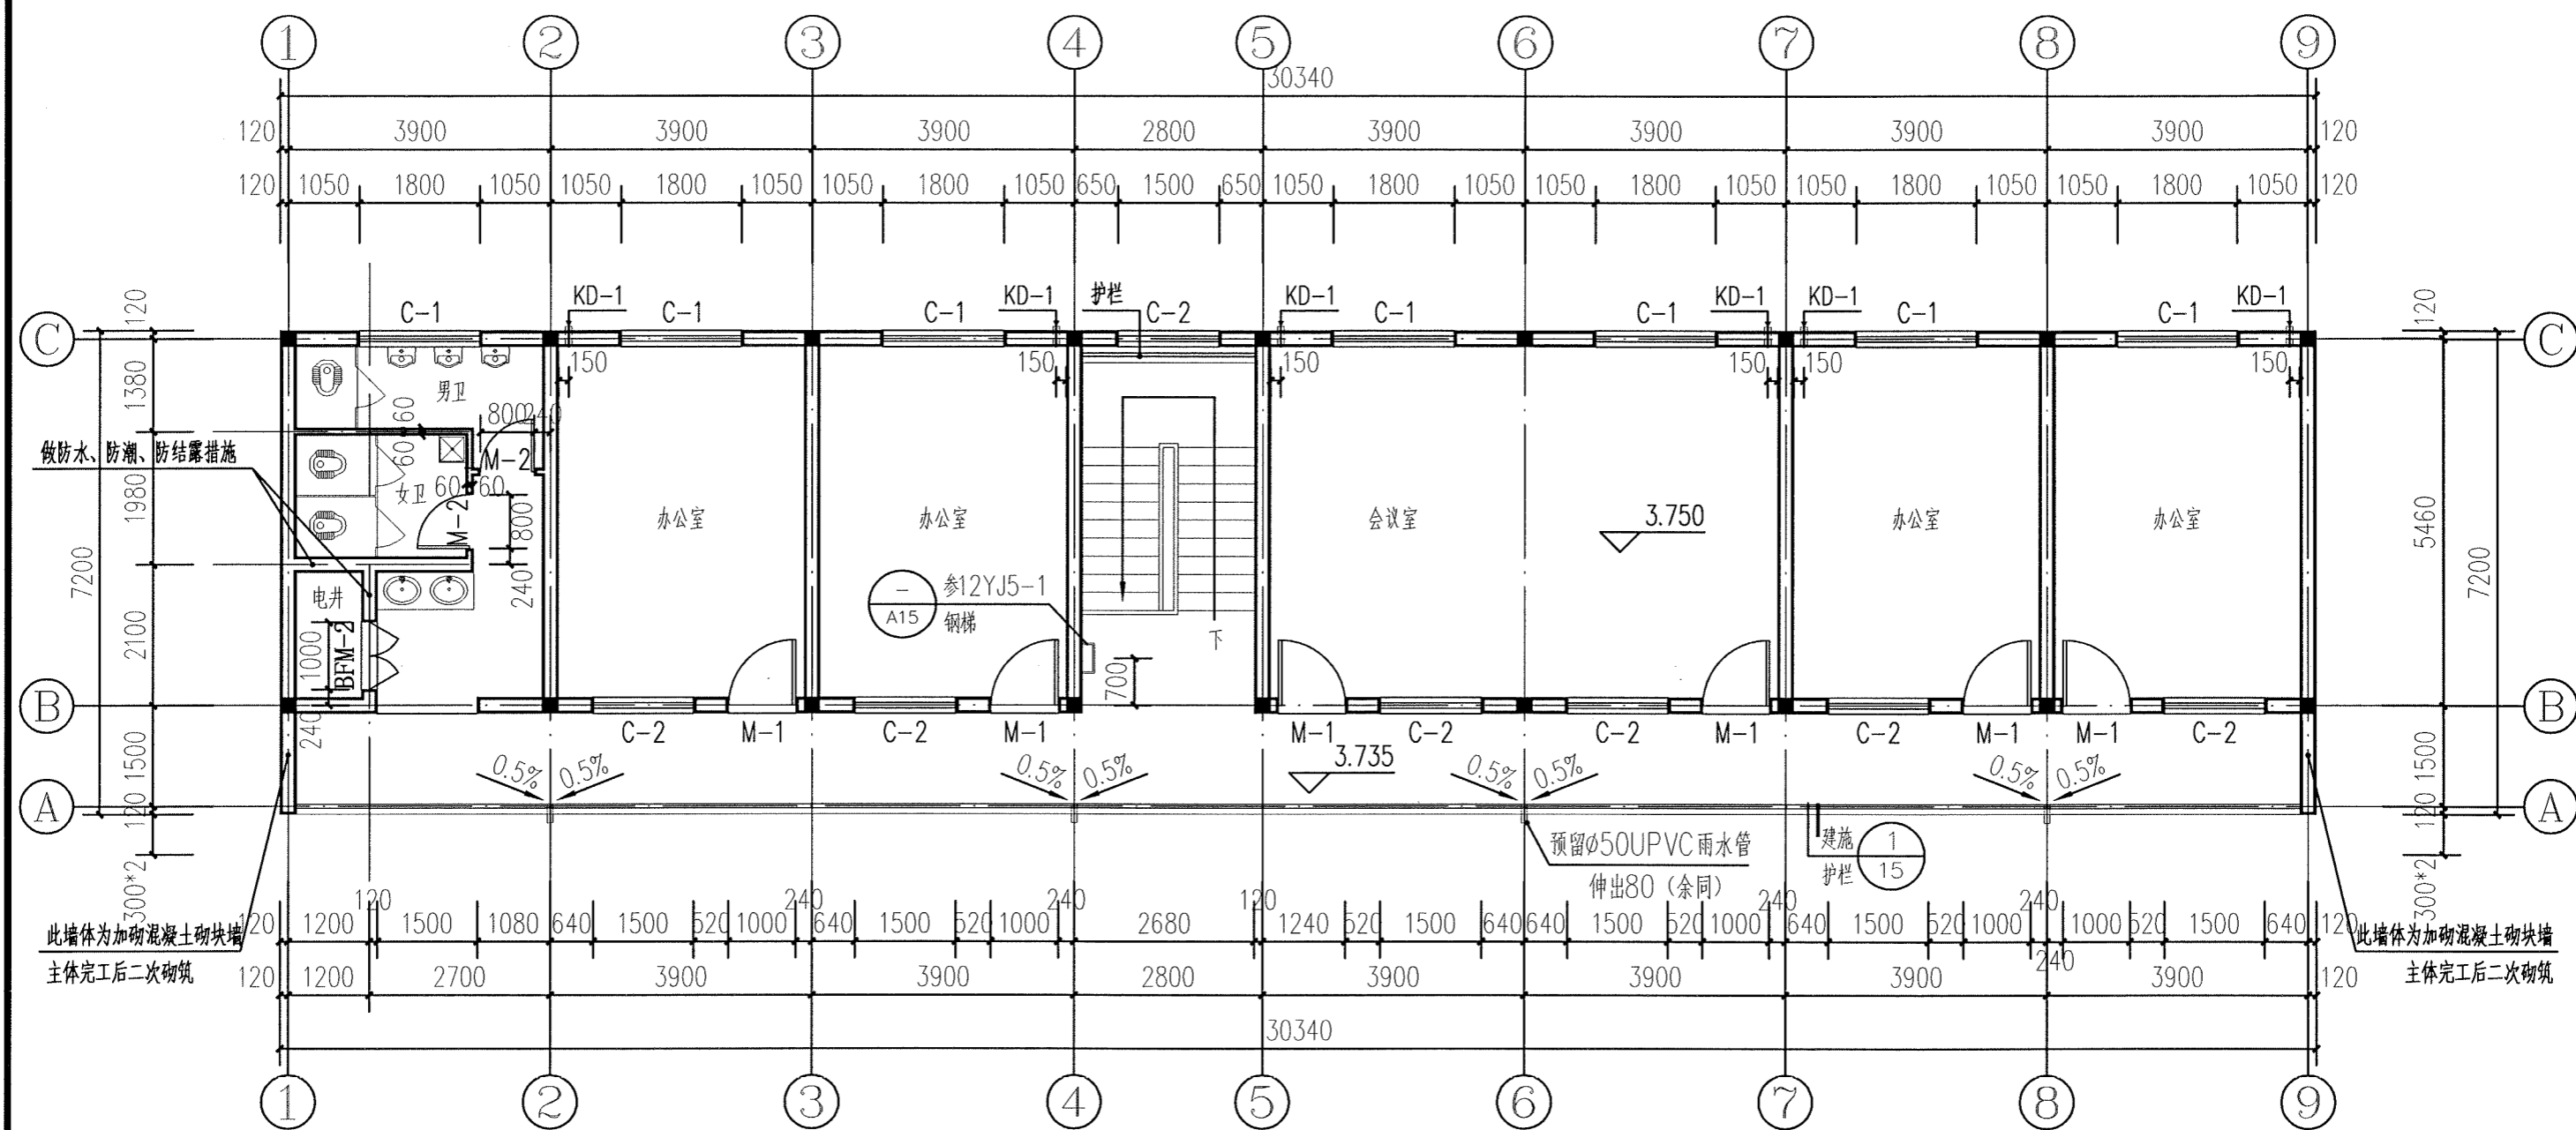 1 2 3 4 5 6 7 8 9
30340
120 3900 3900 3900 2800 3900 3900 3900 3900 120
120 1050 1800 1050 1050 1800 1050 1050 1800 1050 650 1500 650 1050 1800 1050 1050 1800 1050 1050 1800 1050 1050 1800 1050 120
C-1 KD-1 C-1 C-1 KD-1 护栏 C-2 KD-1 C-1 C-1 KD-1 KD-1 C-1 C-1 KD-1
C C
120 120
150 150 150 150 150 150
1380
男卫
800 240
60 60
做防水、防潮、防结露措施
M-2
女卫 60 60
1980
M-2 800
办公室 办公室 会议室 3.750 办公室 办公室
5460
7200 7200
240
电井
— 参12YJ5-1
A15 钢梯
下
2100
1000 BFM-2
700
B B
240
C-2 M-1 C-2 M-1 M-1 C-2 C-2 M-1 C-2 M-1 M-1 C-2
1500 1500
0.5% 0.5% 0.5% 0.5% 3.735 0.5% 0.5% 0.5% 0.5%
A A
120 120
预留Φ50UPVC雨水管
伸出80（余同）
建施 1
护栏 15
300*2 300*2
120 240 240 120 240 240
120 1200 1500 1080 640 1500 520 1000 640 1500 520 1000 2680 1240 520 1500 640 640 1500 520 1000 640 1500 520 1000 1000 520 1500 640 120
240
此墙体为加砌混凝土砌块墙
主体完工后二次砌筑
此墙体为加砌混凝土砌块墙
主体完工后二次砌筑
120 1200 2700 3900 3900 2800 3900 3900 3900 3900 120
30340
1 2 3 4 5 6 7 8 9